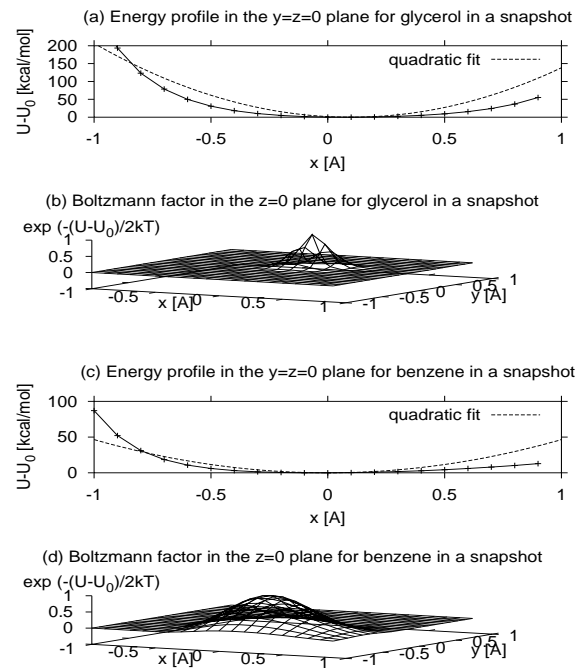 (a) Energy profile in the y=z=0 plane for glycerol in a snapshot
200
150
100
50
0
U-U0 [kcal/mol]
quadratic fit
-1 -0.5 0 0.5 1
x [A]
(b) Boltzmann factor in the z=0 plane for glycerol in a snapshot
exp (-(U-U0)/2kT)
1
0.5
0
-1 -0.5 0 0.5 1
x [A]
-1 -0.5 0 0.5 1
y [A]
(c) Energy profile in the y=z=0 plane for benzene in a snapshot
100
50
0
U-U0 [kcal/mol]
quadratic fit
-1 -0.5 0 0.5 1
x [A]
(d) Boltzmann factor in the z=0 plane for benzene in a snapshot
exp (-(U-U0)/2kT)
1
0.5
0
-1 -0.5 0 0.5 1
x [A]
-1 -0.5 0 0.5 1
y [A]